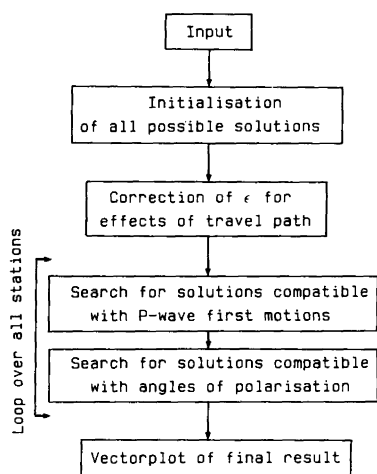 Input
Initialisation
of all possible solutions
Correction of ε for
effects of travel path
Loop over all stations
Search for solutions compatible
with P-wave first motions
Search for solutions compatible
with angles of polarisation
Vectorplot of final result